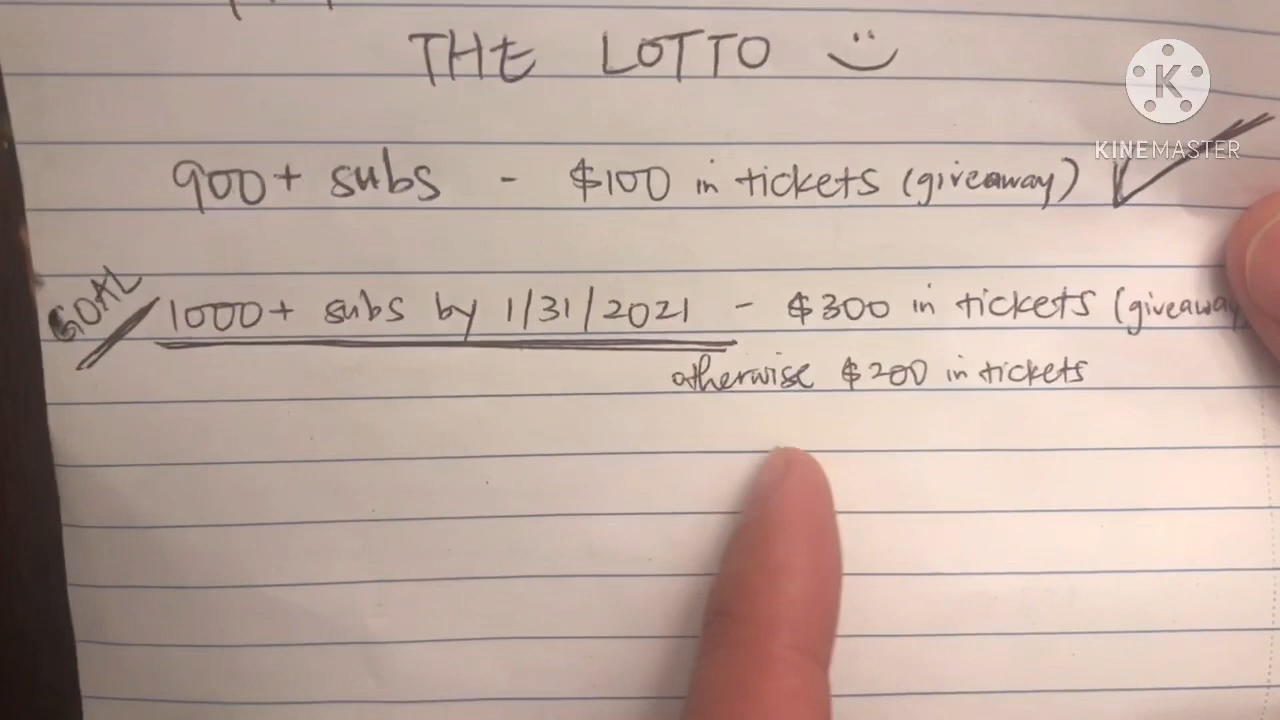 THE LOTTO
900+ subs - $100 in tickets (giveaway)
GOAL
1000+ subs by 1/31/2021 - $300 in tickets (giveaway
otherwise $200 in tickets
K
KINEMASTER